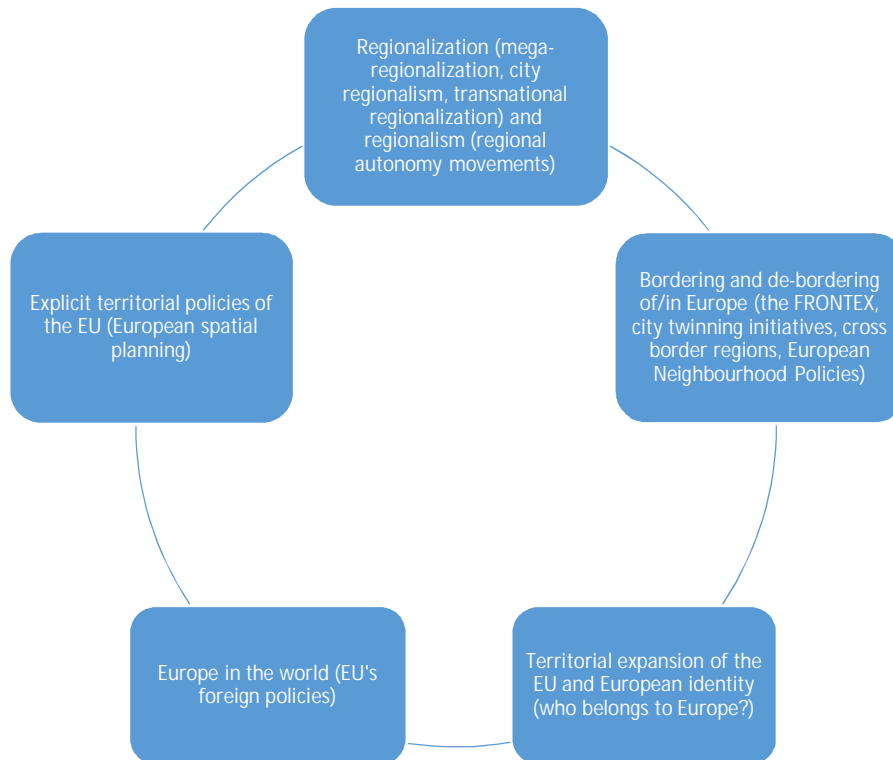 Regionalization (mega-
regionalization, city
regionalism, transnational
regionalization) and
regionalism (regional
autonomy movements)
Explicit territorial policies of
the EU (European spatial
planning)
Bordering and de-bordering
of/in Europe (the FRONTEX,
city twinning initiatives, cross
border regions, European
Neighbourhood Policies)
Europe in the world (EU's
foreign policies)
Territorial expansion of the
EU and European identity
(who belongs to Europe?)